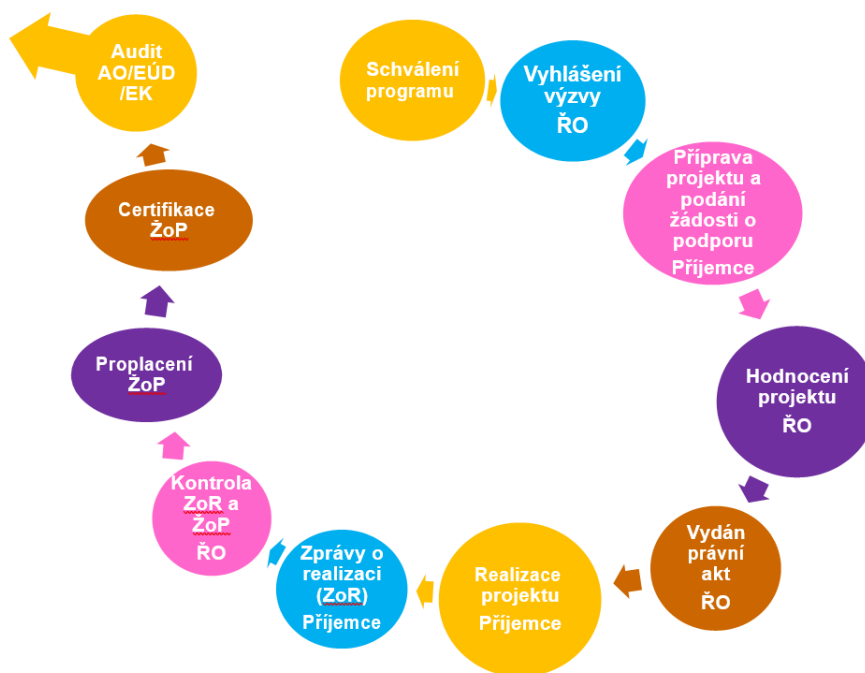 Schválení
programu
Vyhlášení
výzvy
ŘO
Příprava
projektu a
podání
žádosti o
podporu
Příjemce
Hodnocení
projektu
ŘO
Vydán
právní
akt
ŘO
Realizace
projektu
Příjemce
Zprávy o
realizaci
(ZoR)
Příjemce
Kontrola
ZoR a
ŽoP
ŘO
Proplacení
ŽoP
Certifikace
ŽoP
Audit
AO/EÚD
/EK